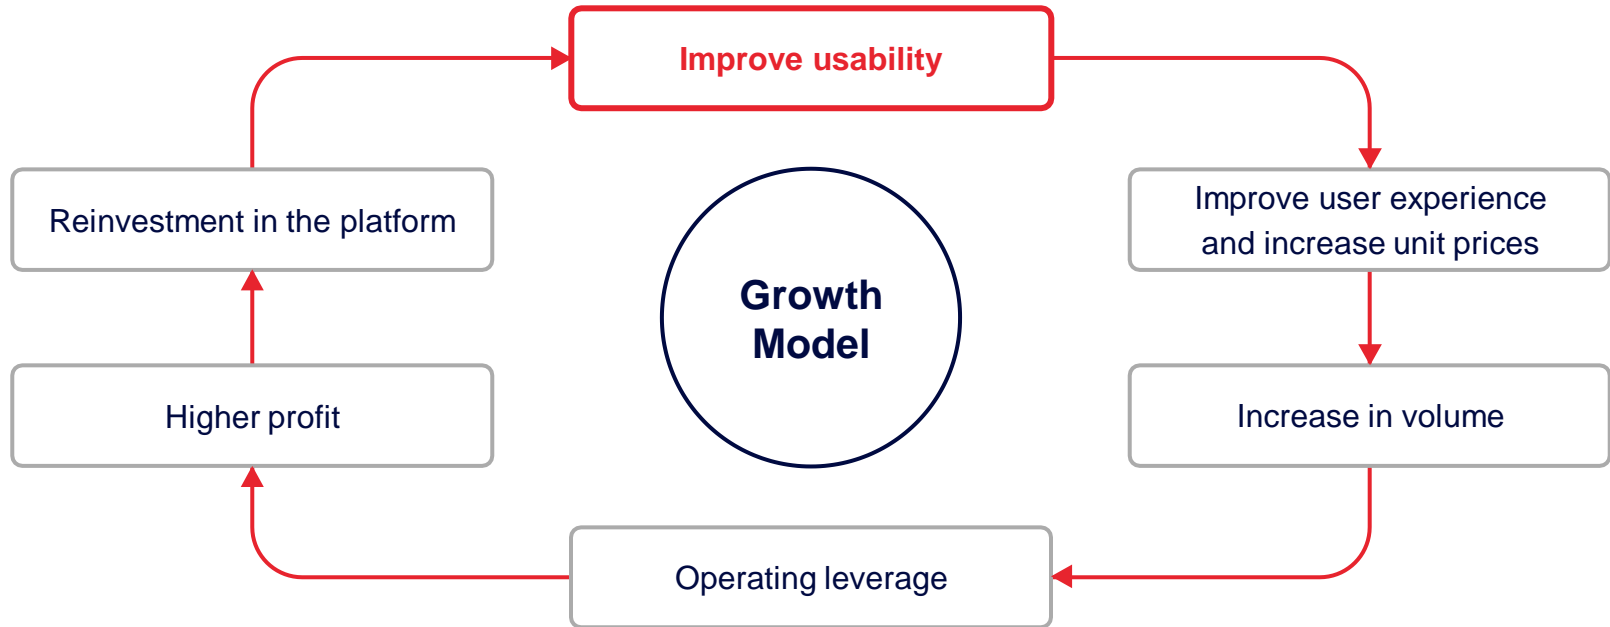 Improve usability
Improve user experience
and increase unit prices
Increase in volume
Operating leverage
Higher profit
Reinvestment in the platform
Growth
Model